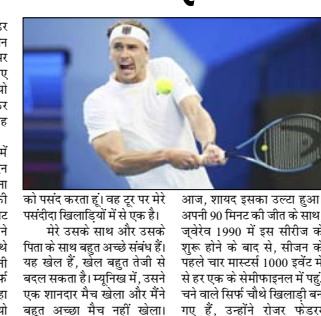 को पसंद करता हूं। वह टूर पर मेरे
पसंदीदा खिलाड़ियों में से एक है।
मेरे उसके साथ और उसके
पिता के साथ बहुत अच्छे संबंध हैं।
यह खेल हैं, खेल बहुत तेजी से
बदल सकता है। म्यूनिख में, उसने
एक शानदार मैच खेला और मैंने
बहुत अच्छा मैच नहीं खेला।
आज, शायद इसका उल्टा हुआ।
अपनी 90 मिनट की जीत के साथ,
ज्वेरेव 1990 में इस सीरीज के
शुरू होने के बाद से, सीजन के
पहले चार मास्टर्स 1000 इवेंट में
से हर एक के सेमीफाइनल में पहुं
चने वाले सिर्फ चौथे खिलाड़ी बन
गए हैं, उन्होंने रोजर फेडरर